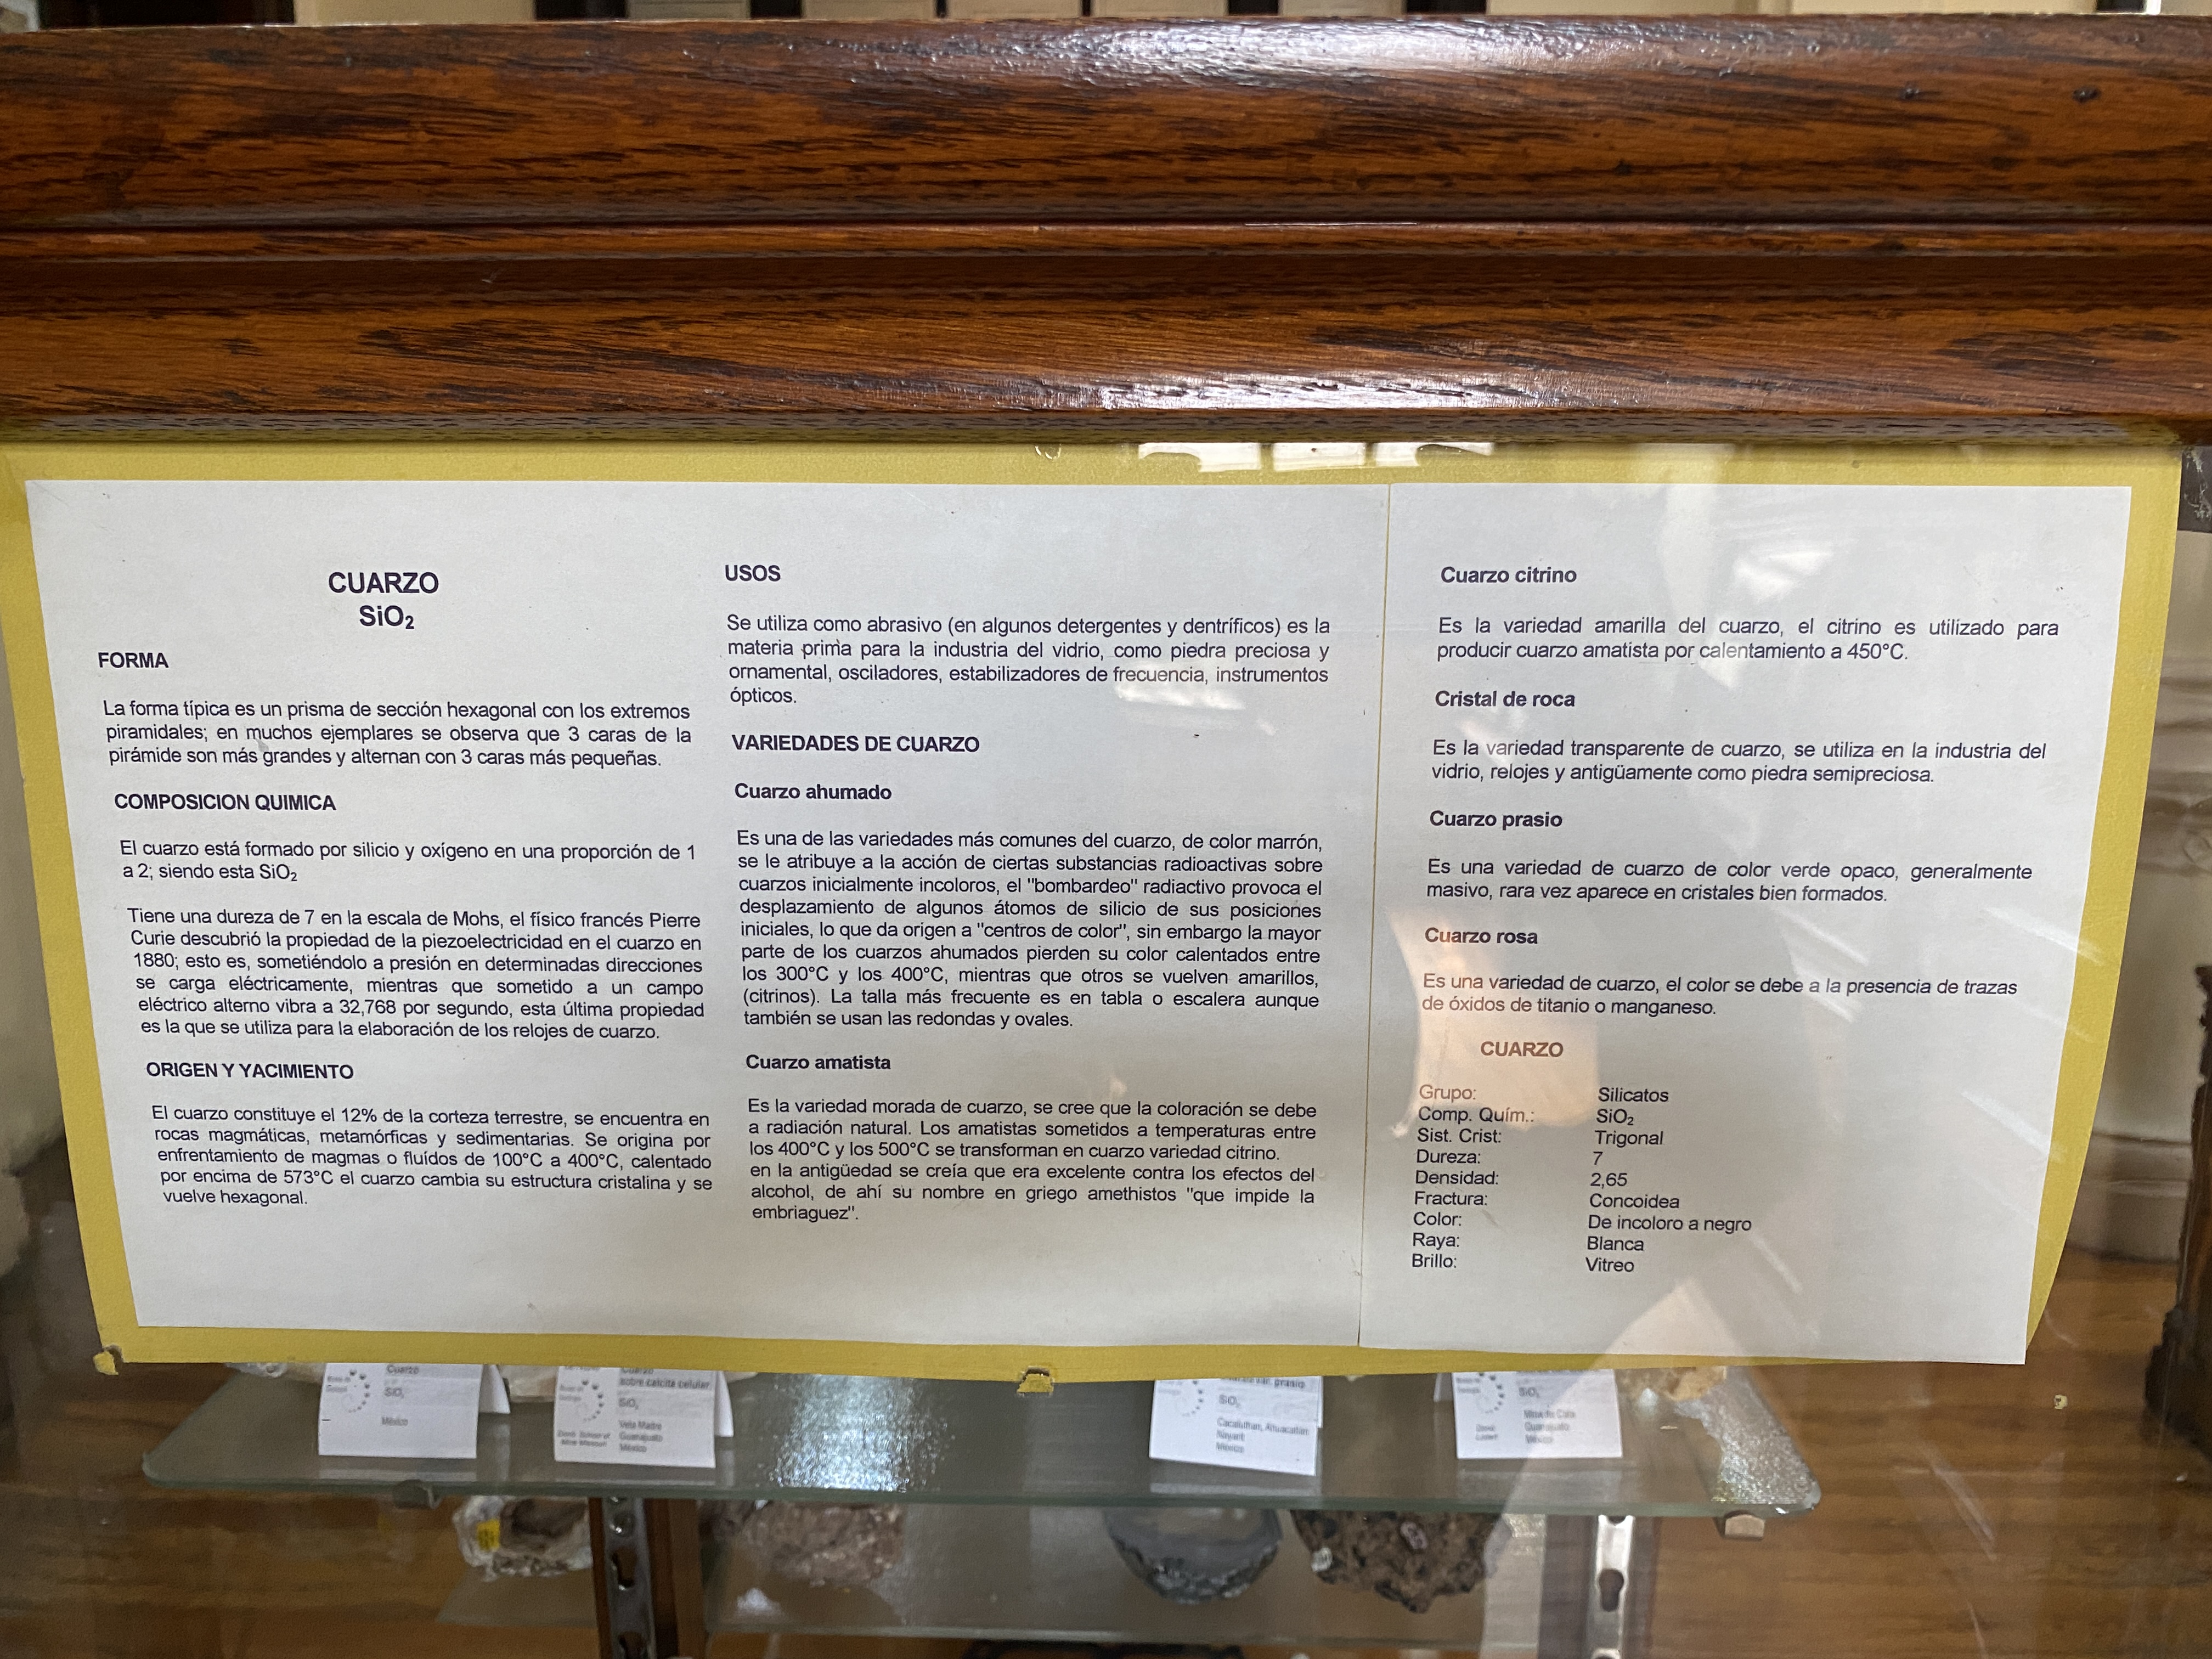 CUARZO
SiO₂
FORMA
La forma típica es un prisma de sección hexagonal con los extremos
piramidales; en muchos ejemplares se observa que 3 caras de la
pirámide son más grandes y alternan con 3 caras más pequeñas.
COMPOSICION QUIMICA
El cuarzo está formado por silicio y oxígeno en una proporción de 1
a 2; siendo esta SiO₂
Tiene una dureza de 7 en la escala de Mohs, el físico francés Pierre
Curie descubrió la propiedad de la piezoelectricidad en el cuarzo en
1880; esto es, sometiéndolo a presión en determinadas direcciones
se carga eléctricamente, mientras que sometido a un campo
eléctrico alterno vibra a 32,768 por segundo, esta última propiedad
es la que se utiliza para la elaboración de los relojes de cuarzo.
ORIGEN Y YACIMIENTO
El cuarzo constituye el 12% de la corteza terrestre, se encuentra en
rocas magmáticas, metamórficas y sedimentarias. Se origina por
enfrentamiento de magmas o fluídos de 100°C a 400°C, calentado
por encima de 573°C el cuarzo cambia su estructura cristalina y se
vuelve hexagonal.
USOS
Se utiliza como abrasivo (en algunos detergentes y dentríficos) es la
materia prima para la industria del vidrio, como piedra preciosa y
ornamental, osciladores, estabilizadores de frecuencia, instrumentos
ópticos.
VARIEDADES DE CUARZO
Cuarzo ahumado
Es una de las variedades más comunes del cuarzo, de color marrón,
se le atribuye a la acción de ciertas substancias radioactivas sobre
cuarzos inicialmente incoloros, el "bombardeo" radiactivo provoca el
desplazamiento de algunos átomos de silicio de sus posiciones
iniciales, lo que da origen a "centros de color", sin embargo la mayor
parte de los cuarzos ahumados pierden su color calentados entre
los 300°C y los 400°C, mientras que otros se vuelven amarillos,
(citrinos). La talla más frecuente es en tabla o escalera aunque
también se usan las redondas y ovales.
Cuarzo amatista
Es la variedad morada de cuarzo, se cree que la coloración se debe
a radiación natural. Los amatistas sometidos a temperaturas entre
los 400°C y los 500°C se transforman en cuarzo variedad citrino.
en la antigüedad se creía que era excelente contra los efectos del
alcohol, de ahí su nombre en griego amethistos "que impide la
embriaguez".
Cuarzo citrino
Es la variedad amarilla del cuarzo, el citrino es utilizado para
producir cuarzo amatista por calentamiento a 450°C.
Cristal de roca
Es la variedad transparente de cuarzo, se utiliza en la industria del
vidrio, relojes y antigüamente como piedra semipreciosa.
Cuarzo prasio
Es una variedad de cuarzo de color verde opaco, generalmente
masivo, rara vez aparece en cristales bien formados.
Cuarzo rosa
Es una variedad de cuarzo, el color se debe a la presencia de trazas
de óxidos de titanio o manganeso.
CUARZO
Grupo: Silicatos
Comp. Quím.: SiO₂
Sist. Crist: Trigonal
Dureza: 7
Densidad: 2,65
Fractura: Concoidea
Color: De incoloro a negro
Raya: Blanca
Brillo: Vitreo
Cuarzo
SiO₂
México
sobre calcita celular
SiO₂
Veta Madre
Guanajuato
México
prasio
SiO₂
Nayarit
México
SiO₂
Guanajuato
México